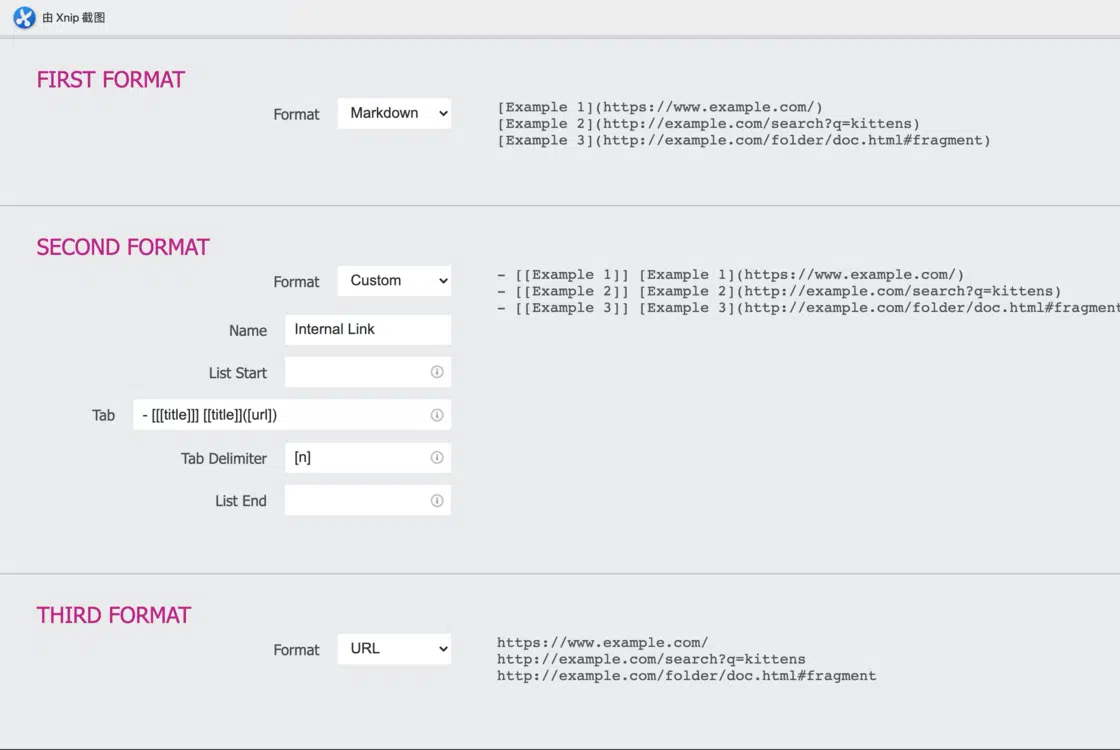 由 Xnip 截图
FIRST FORMAT
Format Markdown
[Example 1](https://www.example.com/)
[Example 2](http://example.com/search?q=kittens)
[Example 3](http://example.com/folder/doc.html#fragment)
SECOND FORMAT
Format Custom
- [[Example 1]] [Example 1](https://www.example.com/)
- [[Example 2]] [Example 2](http://example.com/search?q=kittens)
- [[Example 3]] [Example 3](http://example.com/folder/doc.html#fragment
Name Internal Link
List Start
Tab - [[[title]]] [[title]]([url])
Tab Delimiter [n]
List End
THIRD FORMAT
Format URL
https://www.example.com/
http://example.com/search?q=kittens
http://example.com/folder/doc.html#fragment